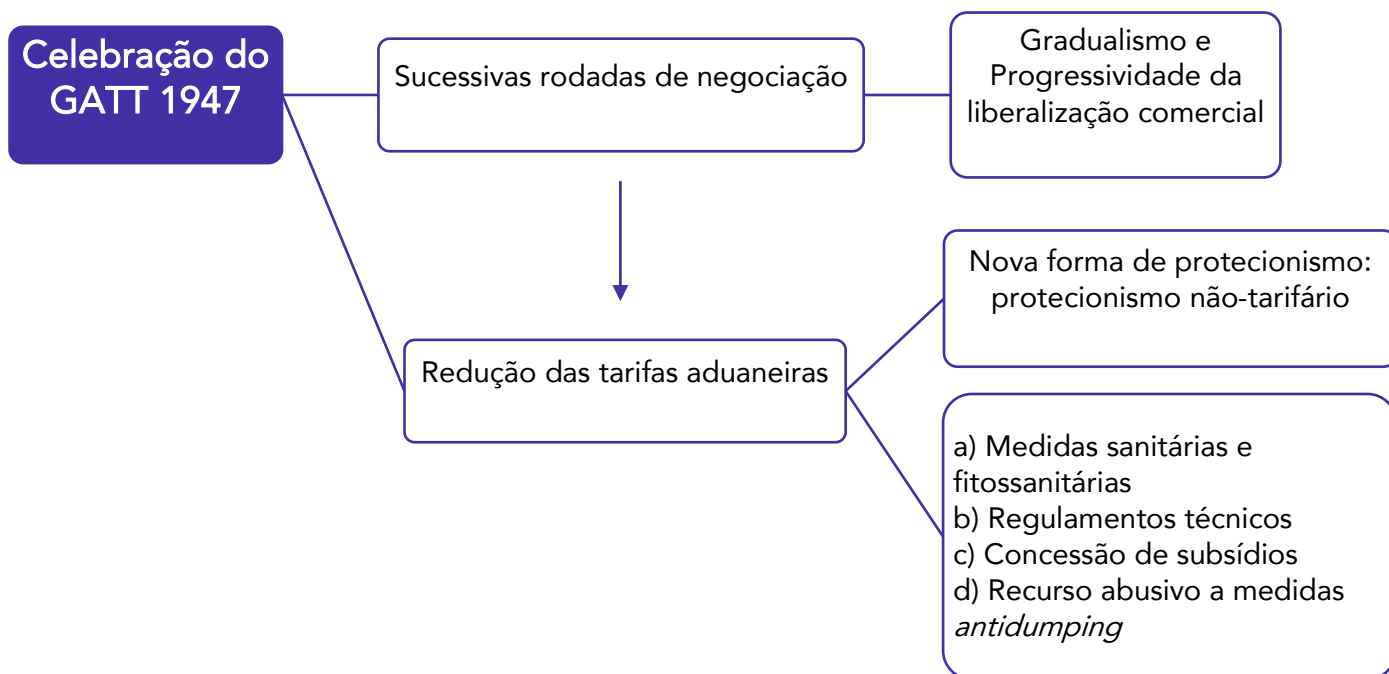 Celebração do
GATT 1947
Sucessivas rodadas de negociação
Gradualismo e
Progressividade da
liberalização comercial
Redução das tarifas aduaneiras
Nova forma de protecionismo:
protecionismo não-tarifário
a) Medidas sanitárias e
fitossanitárias
b) Regulamentos técnicos
c) Concessão de subsídios
d) Recurso abusivo a medidas
antidumping